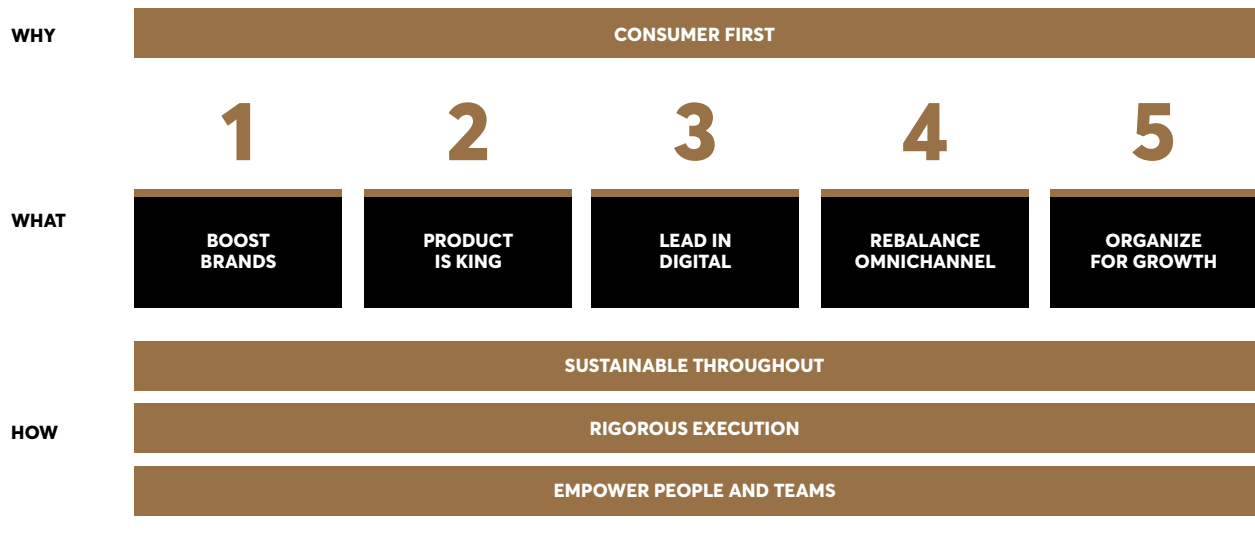 WHY
CONSUMER FIRST
1
2
3
4
5
WHAT
BOOST
BRANDS
PRODUCT
IS KING
LEAD IN
DIGITAL
REBALANCE
OMNICHANNEL
ORGANIZE
FOR GROWTH
HOW
SUSTAINABLE THROUGHOUT
RIGOROUS EXECUTION
EMPOWER PEOPLE AND TEAMS